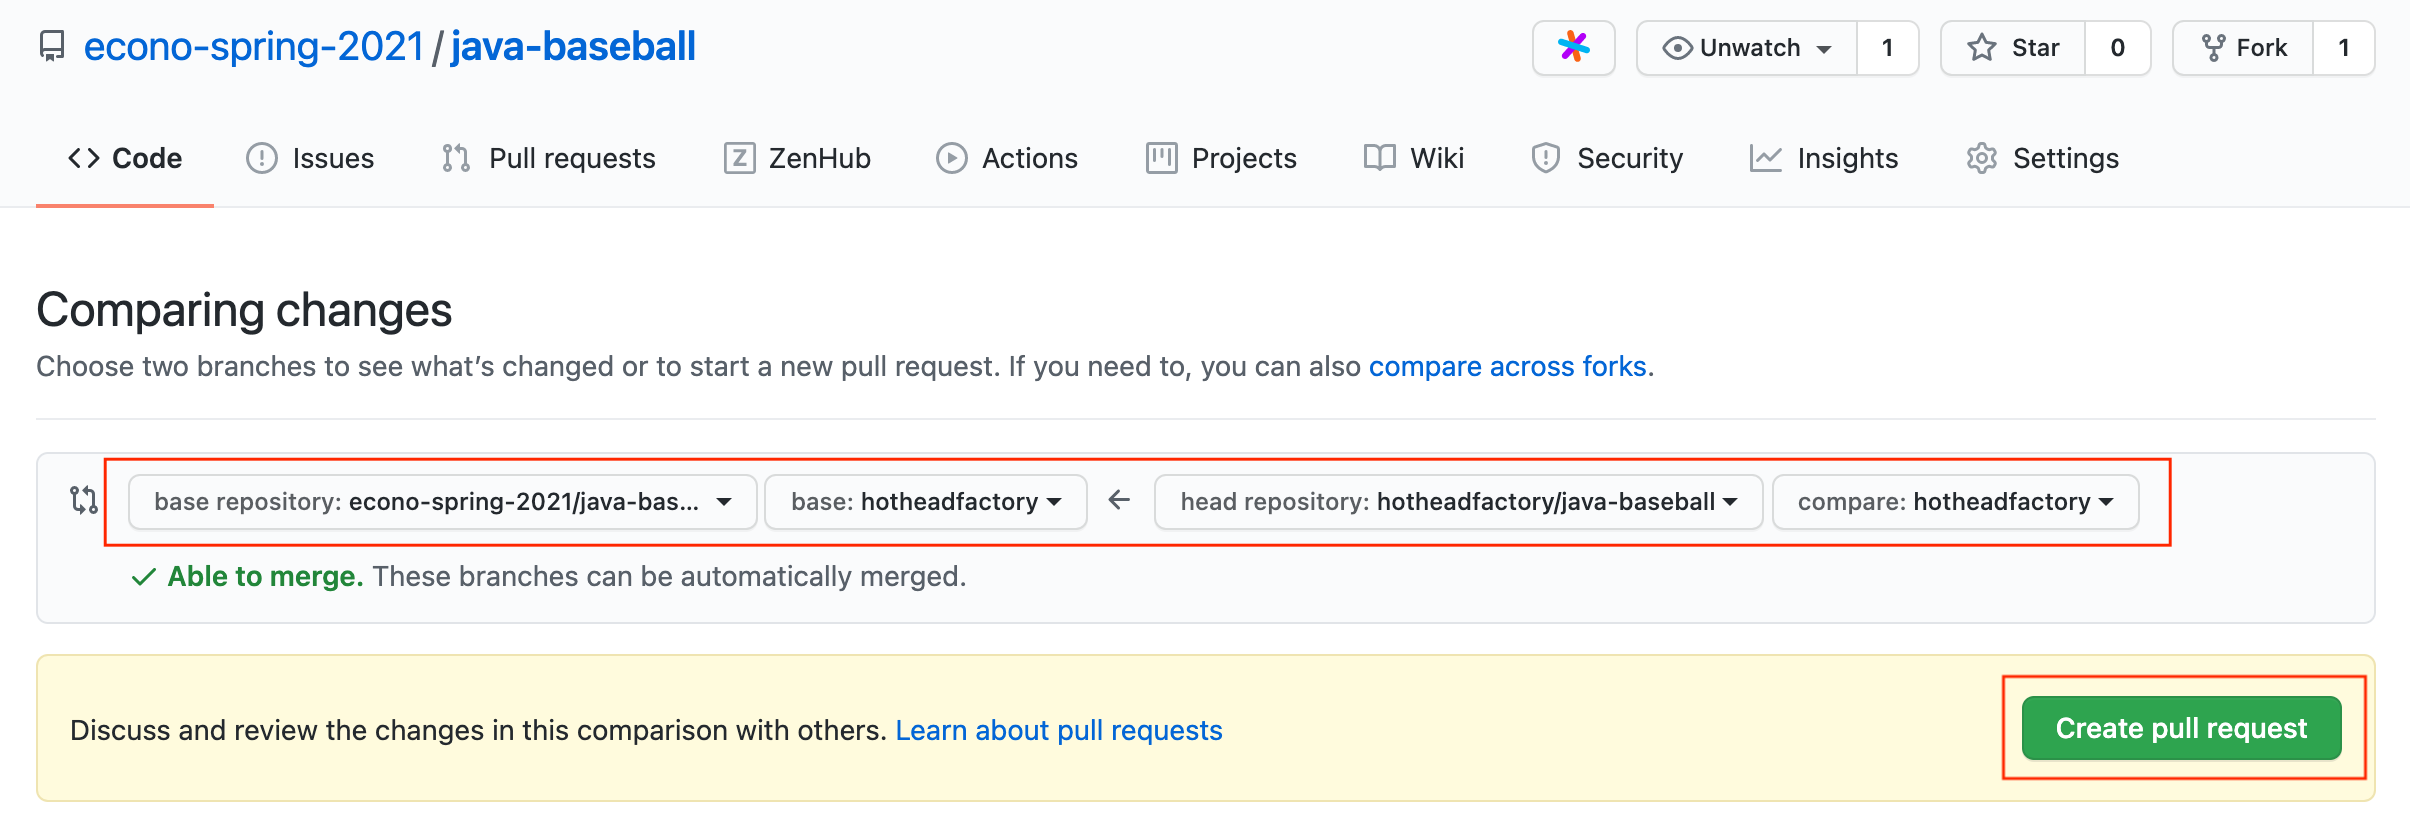 econo-spring-2021 / java-baseball
Unwatch 1 Star 0 Fork 1
Code Issues Pull requests ZenHub Actions Projects Wiki Security Insights Settings
Comparing changes
Choose two branches to see what’s changed or to start a new pull request. If you need to, you can also compare across forks.
base repository: econo-spring-2021/java-bas... base: hotheadfactory ← head repository: hotheadfactory/java-baseball compare: hotheadfactory
✓ Able to merge. These branches can be automatically merged.
Discuss and review the changes in this comparison with others. Learn about pull requests
Create pull request